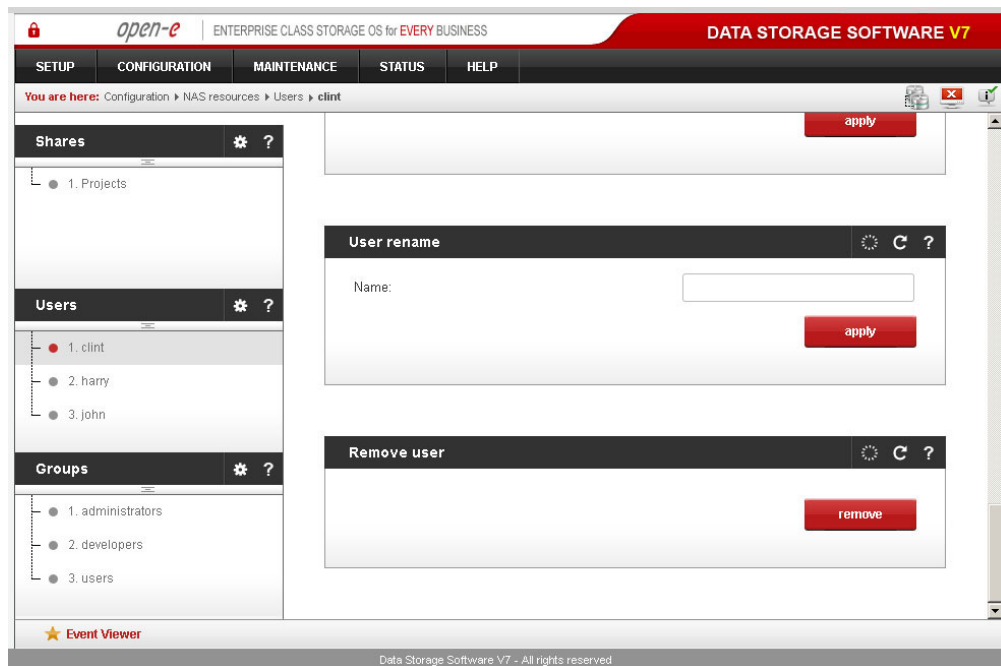 open-e ENTERPRISE CLASS STORAGE OS for EVERY BUSINESS DATA STORAGE SOFTWARE V7
SETUP CONFIGURATION MAINTENANCE STATUS HELP
You are here: Configuration ▸ NAS resources ▸ Users ▸ clint
Shares ?
1. Projects
Users ?
1. clint
2. harry
3. john
Groups ?
1. administrators
2. developers
3. users
apply
User rename ?
Name:
apply
Remove user ?
remove
Event Viewer
Data Storage Software V7 - All rights reserved